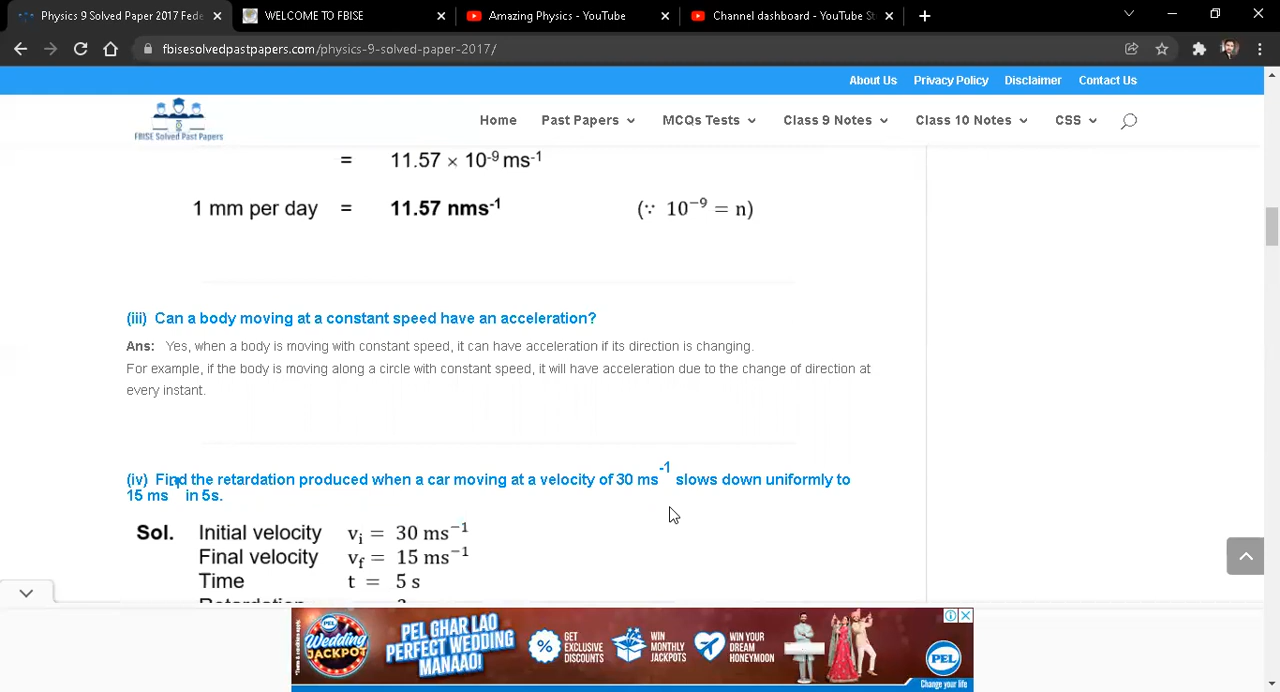 Physics 9 Solved Paper 2017 Fede
WELCOME TO FBISE
Amazing Physics - YouTube
Channel dashboard - YouTube St
fbisesolvedpastpapers.com/physics-9-solved-paper-2017/
About Us Privacy Policy Disclaimer Contact Us
FBISE Solved Past Papers
Home Past Papers MCQs Tests Class 9 Notes Class 10 Notes CSS
= 11.57 × 10⁻⁹ ms⁻¹
1 mm per day = 11.57 nms⁻¹ (∵ 10⁻⁹ = n)
(iii) Can a body moving at a constant speed have an acceleration?
Ans: Yes, when a body is moving with constant speed, it can have acceleration if its direction is changing.
For example, if the body is moving along a circle with constant speed, it will have acceleration due to the change of direction at
every instant.
(iv) Find the retardation produced when a car moving at a velocity of 30 ms⁻¹ slows down uniformly to
15 ms⁻¹ in 5s.
Sol. Initial velocity vᵢ = 30 ms⁻¹
Final velocity v_f = 15 ms⁻¹
Time t = 5 s
Retardation = ?
PEL Wedding JACKPOT
PEL GHAR LAO
PERFECT WEDDING
MANAAO!
GET
EXCLUSIVE
DISCOUNTS
WIN
MONTHLY
JACKPOTS
WIN YOUR
DREAM
HONEYMOON
PEL
Change your life